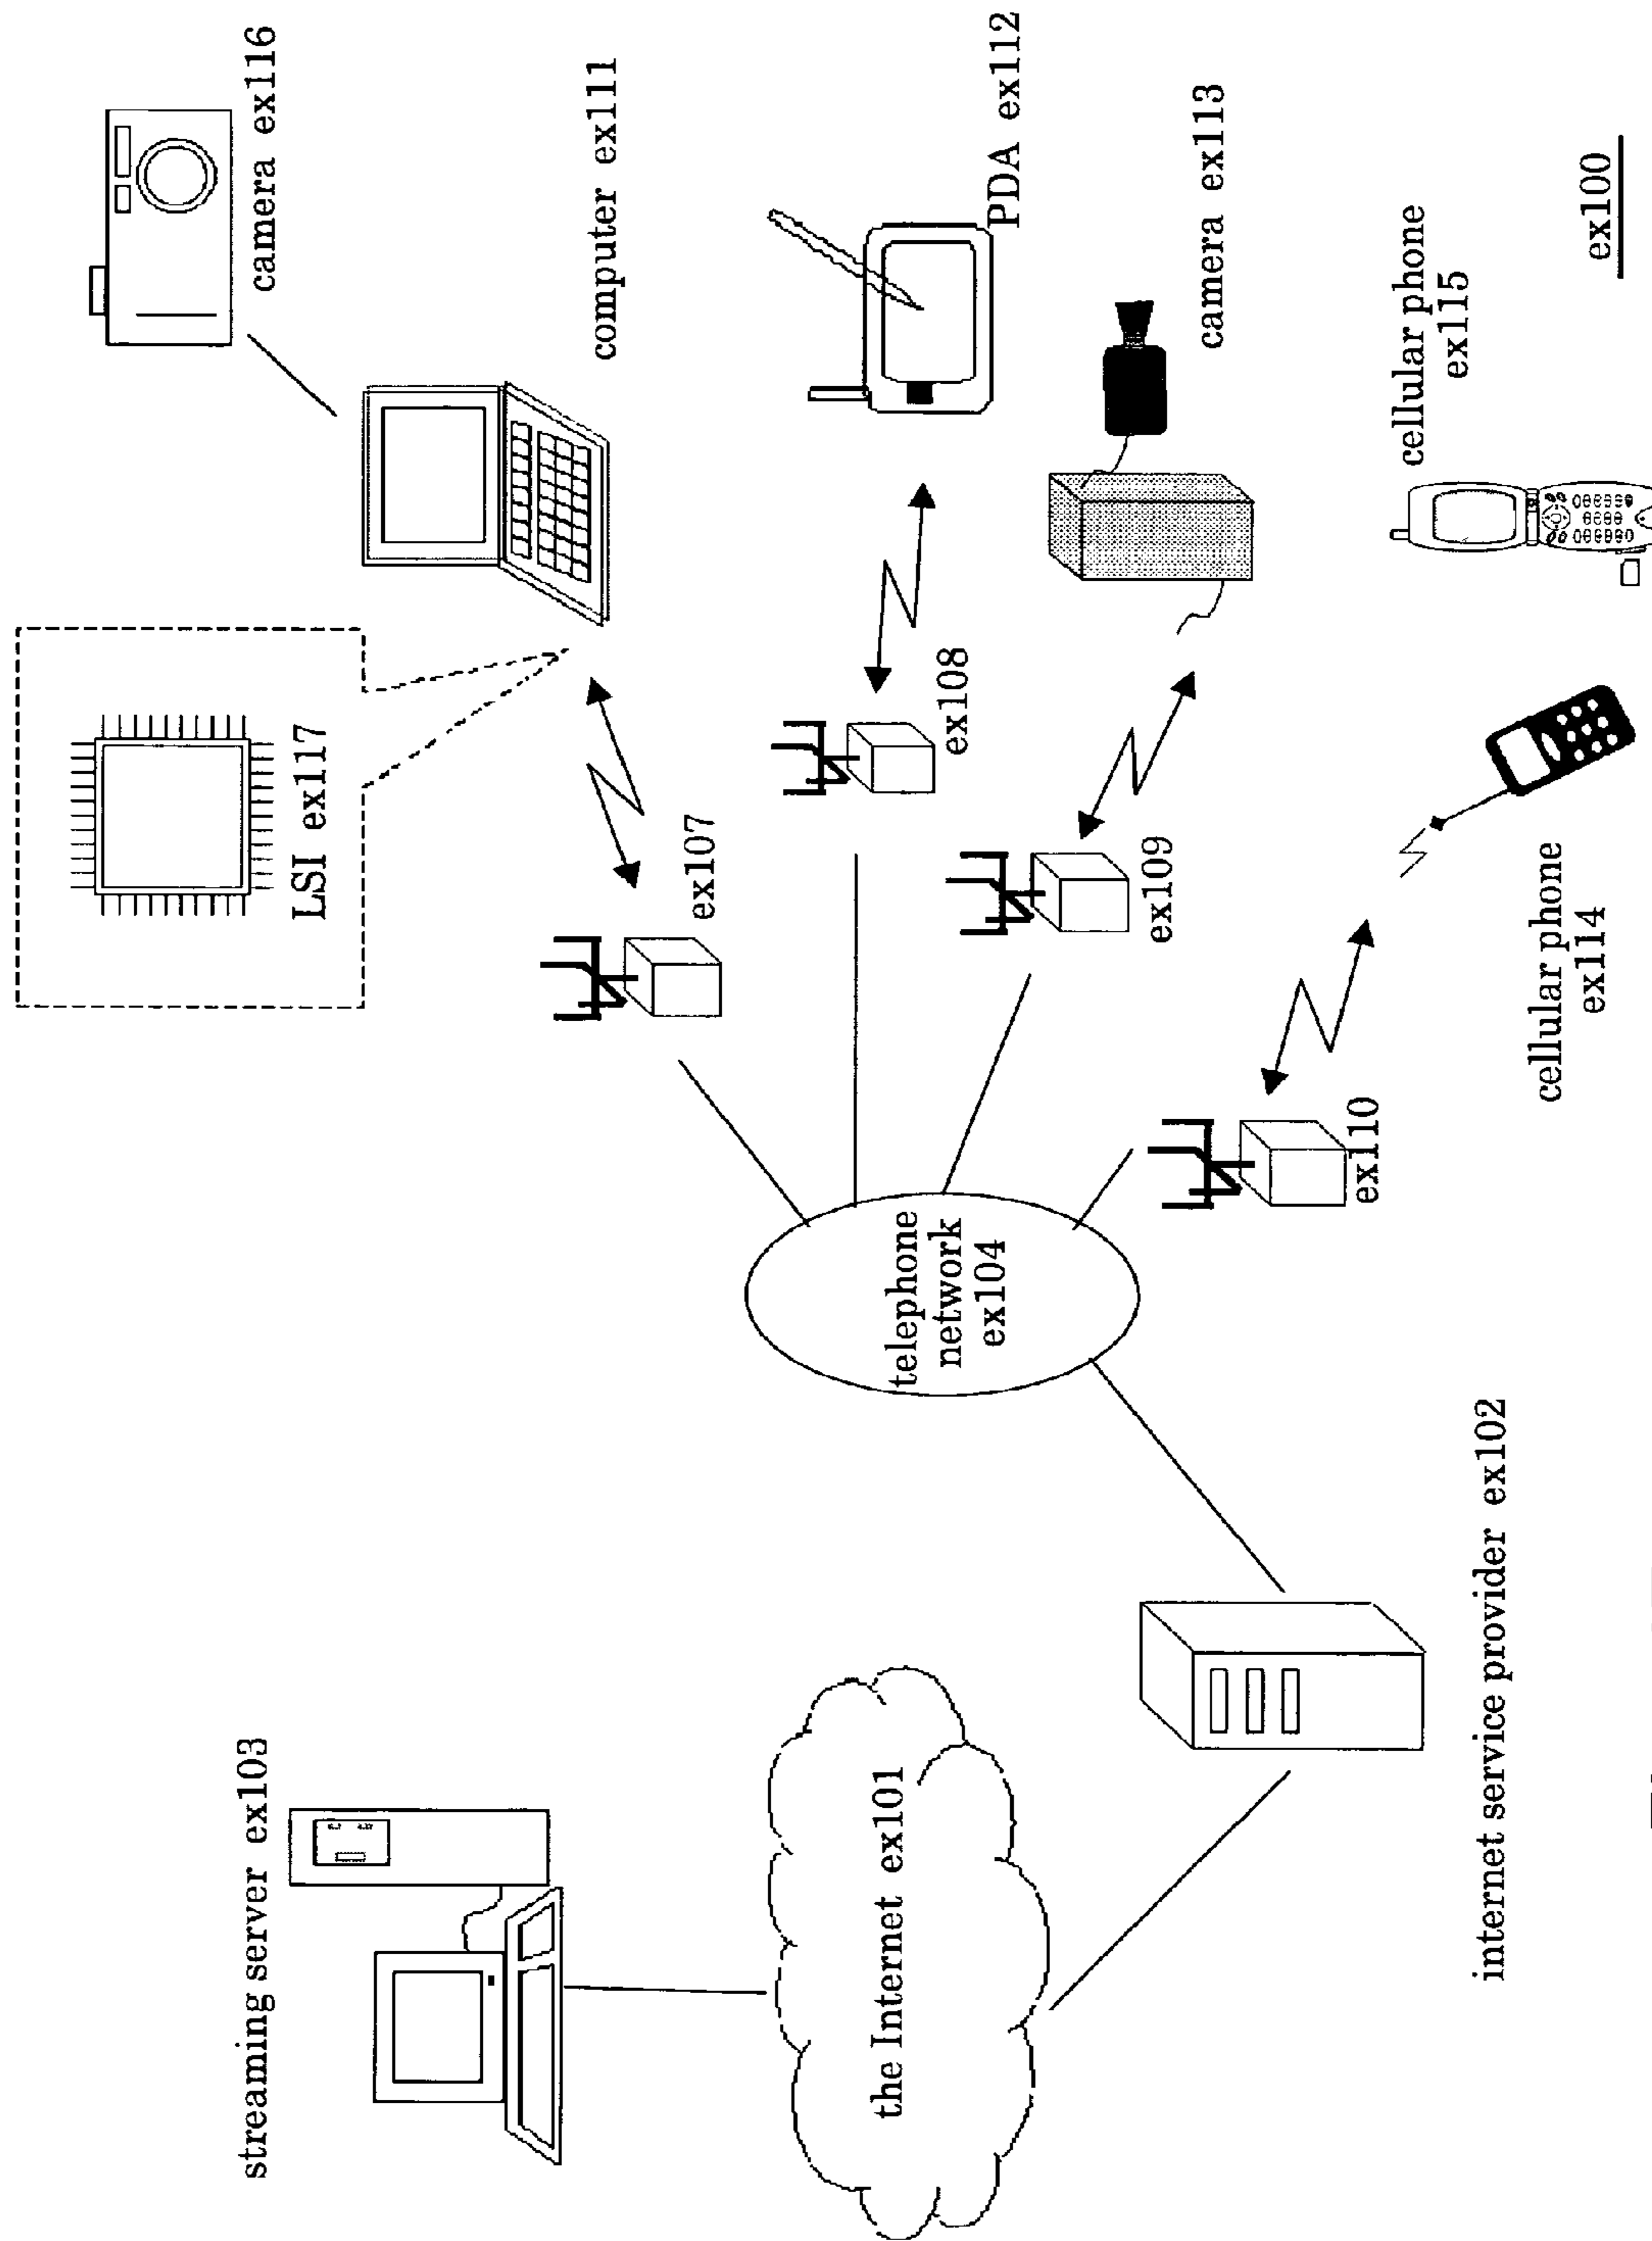 streaming server ex103
the Internet ex101
internet service provider ex102
telephone
network
ex104
LSI ex117
camera ex116
computer ex111
ex107
PDA ex112
ex108
camera ex113
ex109
cellular phone
ex115
ex110
cellular phone
ex114
ex100